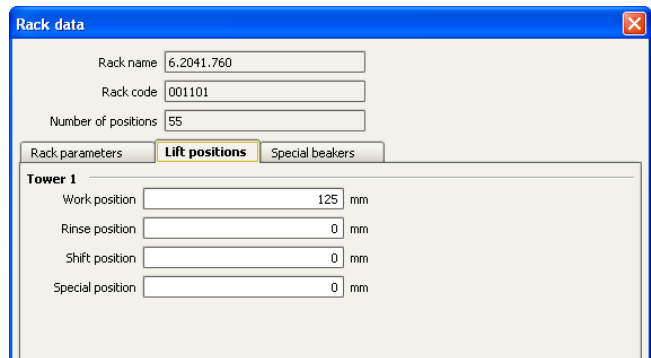 Rack data
Rack name 6.2041.760
Rack code 001101
Number of positions 55
Rack parameters Lift positions Special beakers
Tower 1
Work position 125 mm
Rinse position 0 mm
Shift position 0 mm
Special position 0 mm